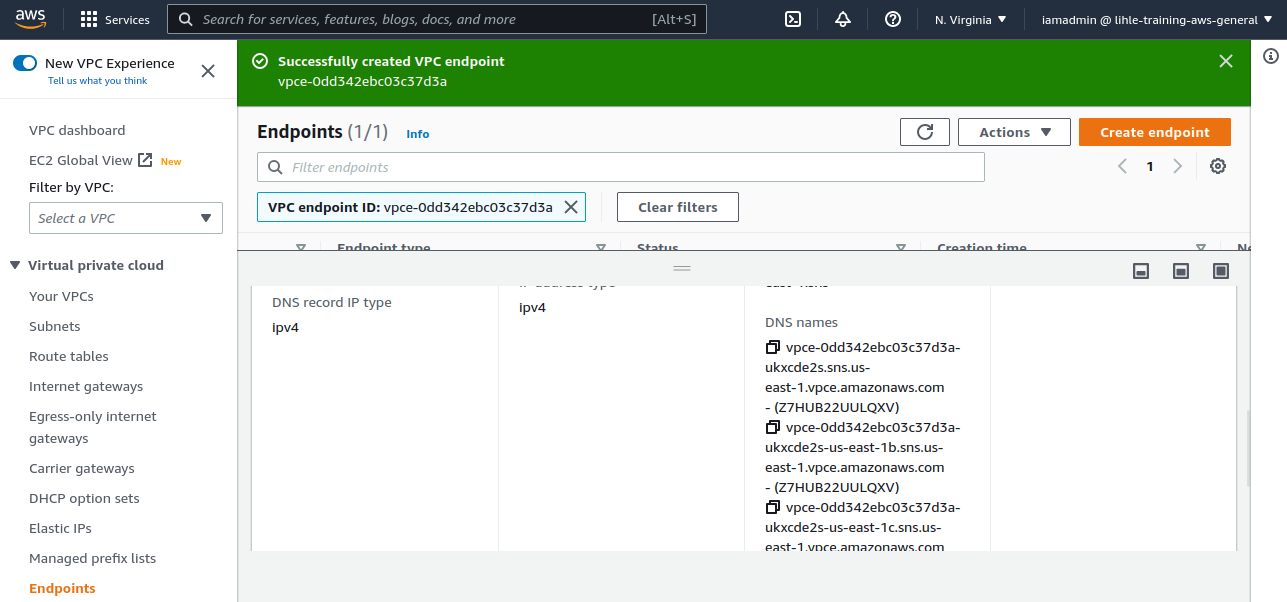 aws
Services
Search for services, features, blogs, docs, and more
[Alt+S]
N. Virginia
iamadmin @ lihle-training-aws-general
New VPC Experience
Tell us what you think
VPC dashboard
EC2 Global View
New
Filter by VPC:
Select a VPC
Virtual private cloud
Your VPCs
Subnets
Route tables
Internet gateways
Egress-only internet
gateways
Carrier gateways
DHCP option sets
Elastic IPs
Managed prefix lists
Endpoints
Successfully created VPC endpoint
vpce-0dd342ebc03c37d3a
Endpoints (1/1)
Info
Actions
Create endpoint
Filter endpoints
1
VPC endpoint ID: vpce-0dd342ebc03c37d3a
Clear filters
Endpoint type
Status
Creation time
DNS record IP type
ipv4
IP address type
ipv4
DNS names
vpce-0dd342ebc03c37d3a-
ukxcde2s.sns.us-
east-1.vpce.amazonaws.com
- (Z7HUB22UULQXV)
vpce-0dd342ebc03c37d3a-
ukxcde2s-us-east-1b.sns.us-
east-1.vpce.amazonaws.com
- (Z7HUB22UULQXV)
vpce-0dd342ebc03c37d3a-
ukxcde2s-us-east-1c.sns.us-
east-1.vpce.amazonaws.com